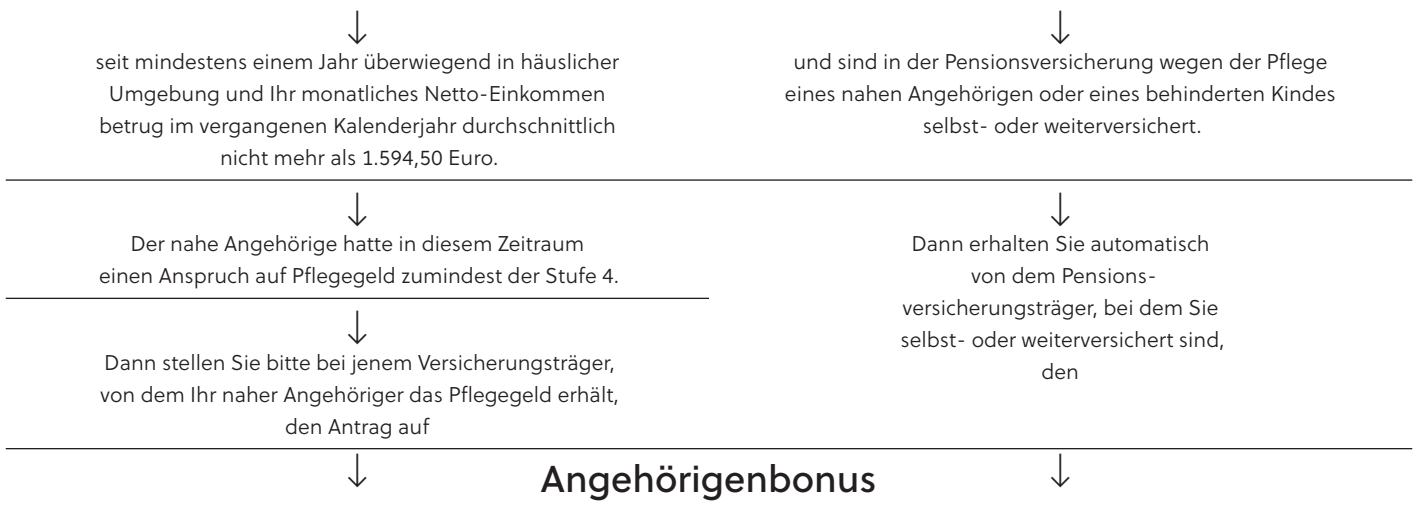 seit mindestens einem Jahr überwiegend in häuslicher
Umgebung und Ihr monatliches Netto-Einkommen
betrug im vergangenen Kalenderjahr durchschnittlich
nicht mehr als 1.594,50 Euro.
und sind in der Pensionsversicherung wegen der Pflege
eines nahen Angehörigen oder eines behinderten Kindes
selbst- oder weiterversichert.
Der nahe Angehörige hatte in diesem Zeitraum
einen Anspruch auf Pflegegeld zumindest der Stufe 4.
Dann stellen Sie bitte bei jenem Versicherungsträger,
von dem Ihr naher Angehöriger das Pflegegeld erhält,
den Antrag auf
Dann erhalten Sie automatisch
von dem Pensions-
versicherungsträger, bei dem Sie
selbst- oder weiterversichert sind,
den
Angehörigenbonus